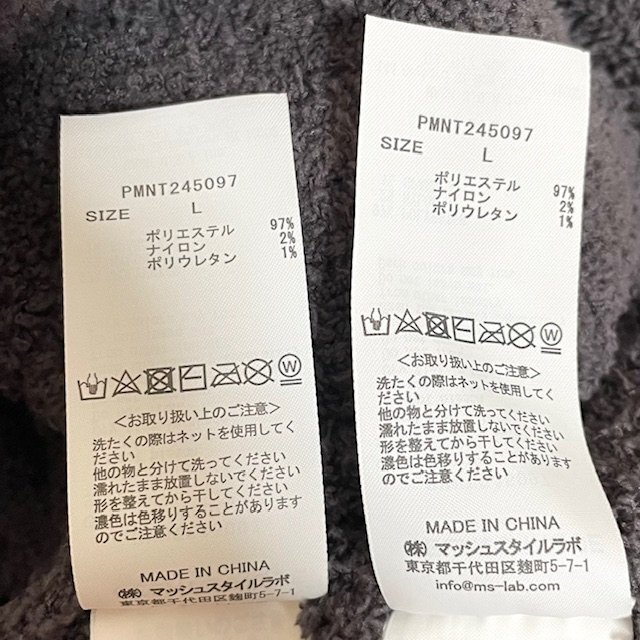 PMNT245097
SIZE L
ポリエステル 97%
ナイロン 2%
ポリウレタン 1%
W
<お取り扱い上のご注意>
洗たくの際はネットを使用してく
ださい
他の物と分けて洗ってください
濡れたまま放置しないでください
形を整えてから干してください
濃色は色移りすることがあります
のでご注意ください
MADE IN CHINA
(株) マッシュスタイルラボ
東京都千代田区麹町5-7-1
PMNT245097
SIZE L
ポリエステル 97%
ナイロン 2%
ポリウレタン 1%
W
<お取り扱い上のご注意>
洗たくの際はネットを使用してく
ださい
他の物と分けて洗ってください
濡れたまま放置しないでください
形を整えてから干してください
濃色は色移りすることがあります
のでご注意ください
MADE IN CHINA
(株) マッシュスタイルラボ
東京都千代田区麹町5-7-1
info@ms-lab.com